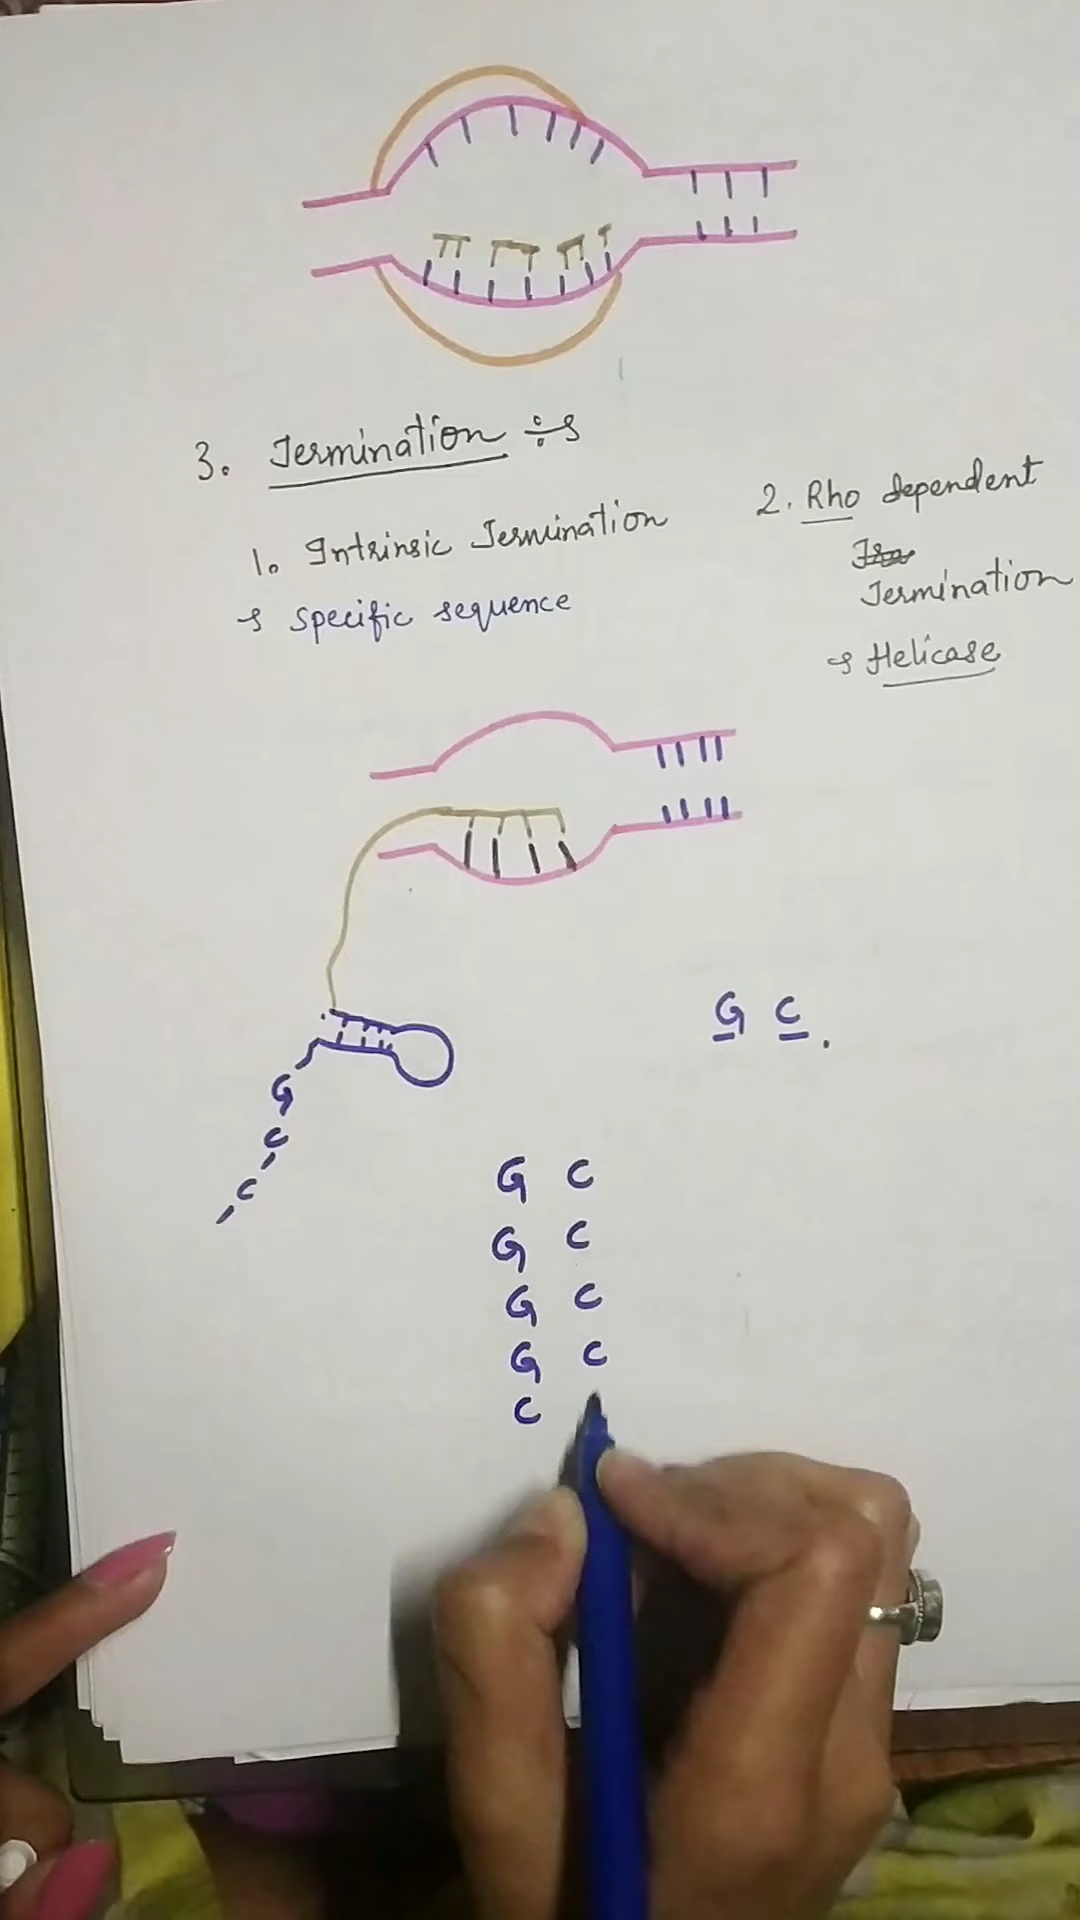 3. Termination :-
1. Intrinsic Termination
→ Specific sequence
2. Rho dependent
Termination
→ Helicase
G C .
G
C
C
G C
G C
G C
G C
C